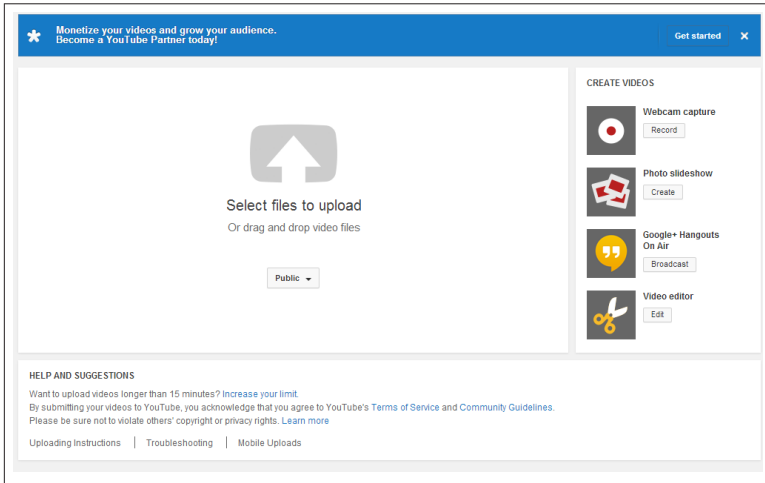 Monetize your videos and grow your audience.
Become a YouTube Partner today!
Get started
Select files to upload
Or drag and drop video files
Public
CREATE VIDEOS
Webcam capture
Record
Photo slideshow
Create
Google+ Hangouts
On Air
Broadcast
Video editor
Edit
HELP AND SUGGESTIONS
Want to upload videos longer than 15 minutes? Increase your limit.
By submitting your videos to YouTube, you acknowledge that you agree to YouTube's Terms of Service and Community Guidelines.
Please be sure not to violate others' copyright or privacy rights. Learn more
Uploading Instructions | Troubleshooting | Mobile Uploads